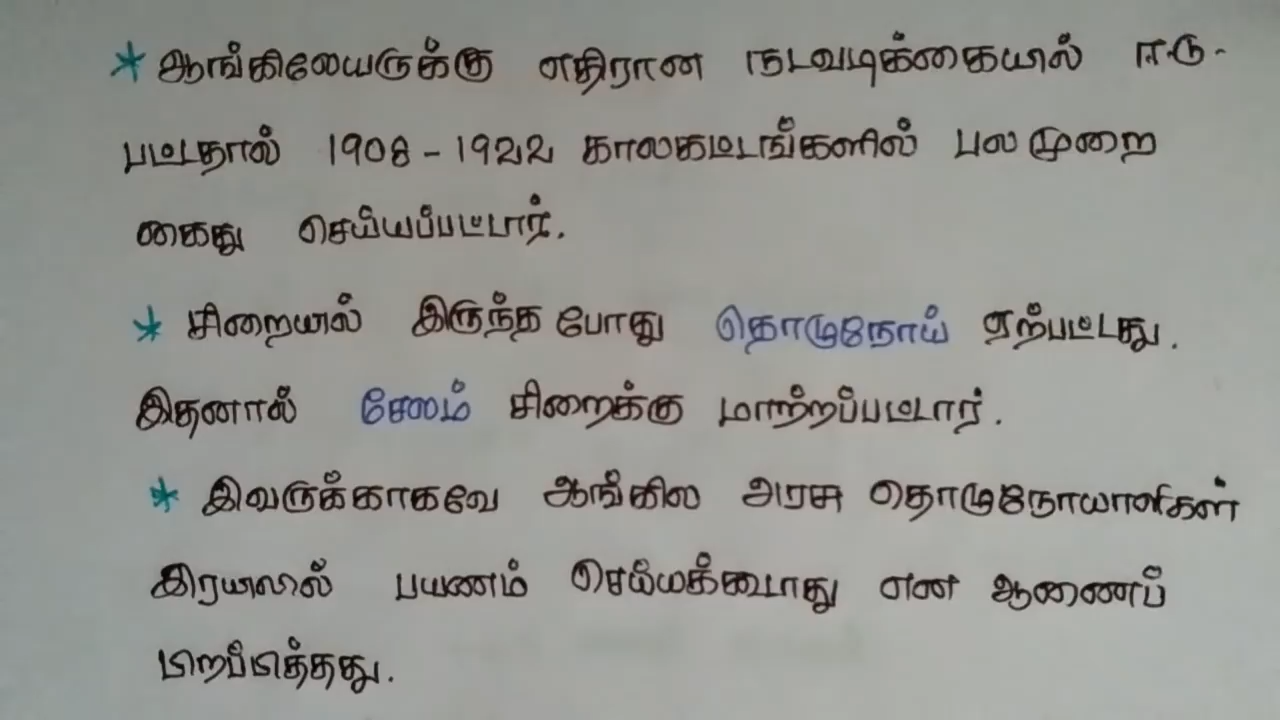 * ஆங்கிலேயருக்கு எதிரான நடவடிக்கையில் ஈடு-
பட்டதால் 1908 - 1922 காலகட்டங்களில் பலமுறை
கைது செய்யப்பட்டார்.
* சிறையில் இருந்த போது தொழுநோய் ஏற்பட்டது.
இதனால் சேலம் சிறைக்கு மாற்றப்பட்டார்.
* இவருக்காகவே ஆங்கில அரசு தொழுநோயாளிகள்
இரயிலில் பயணம் செய்யக்கூடாது என ஆணைப்
பிறப்பித்தது.